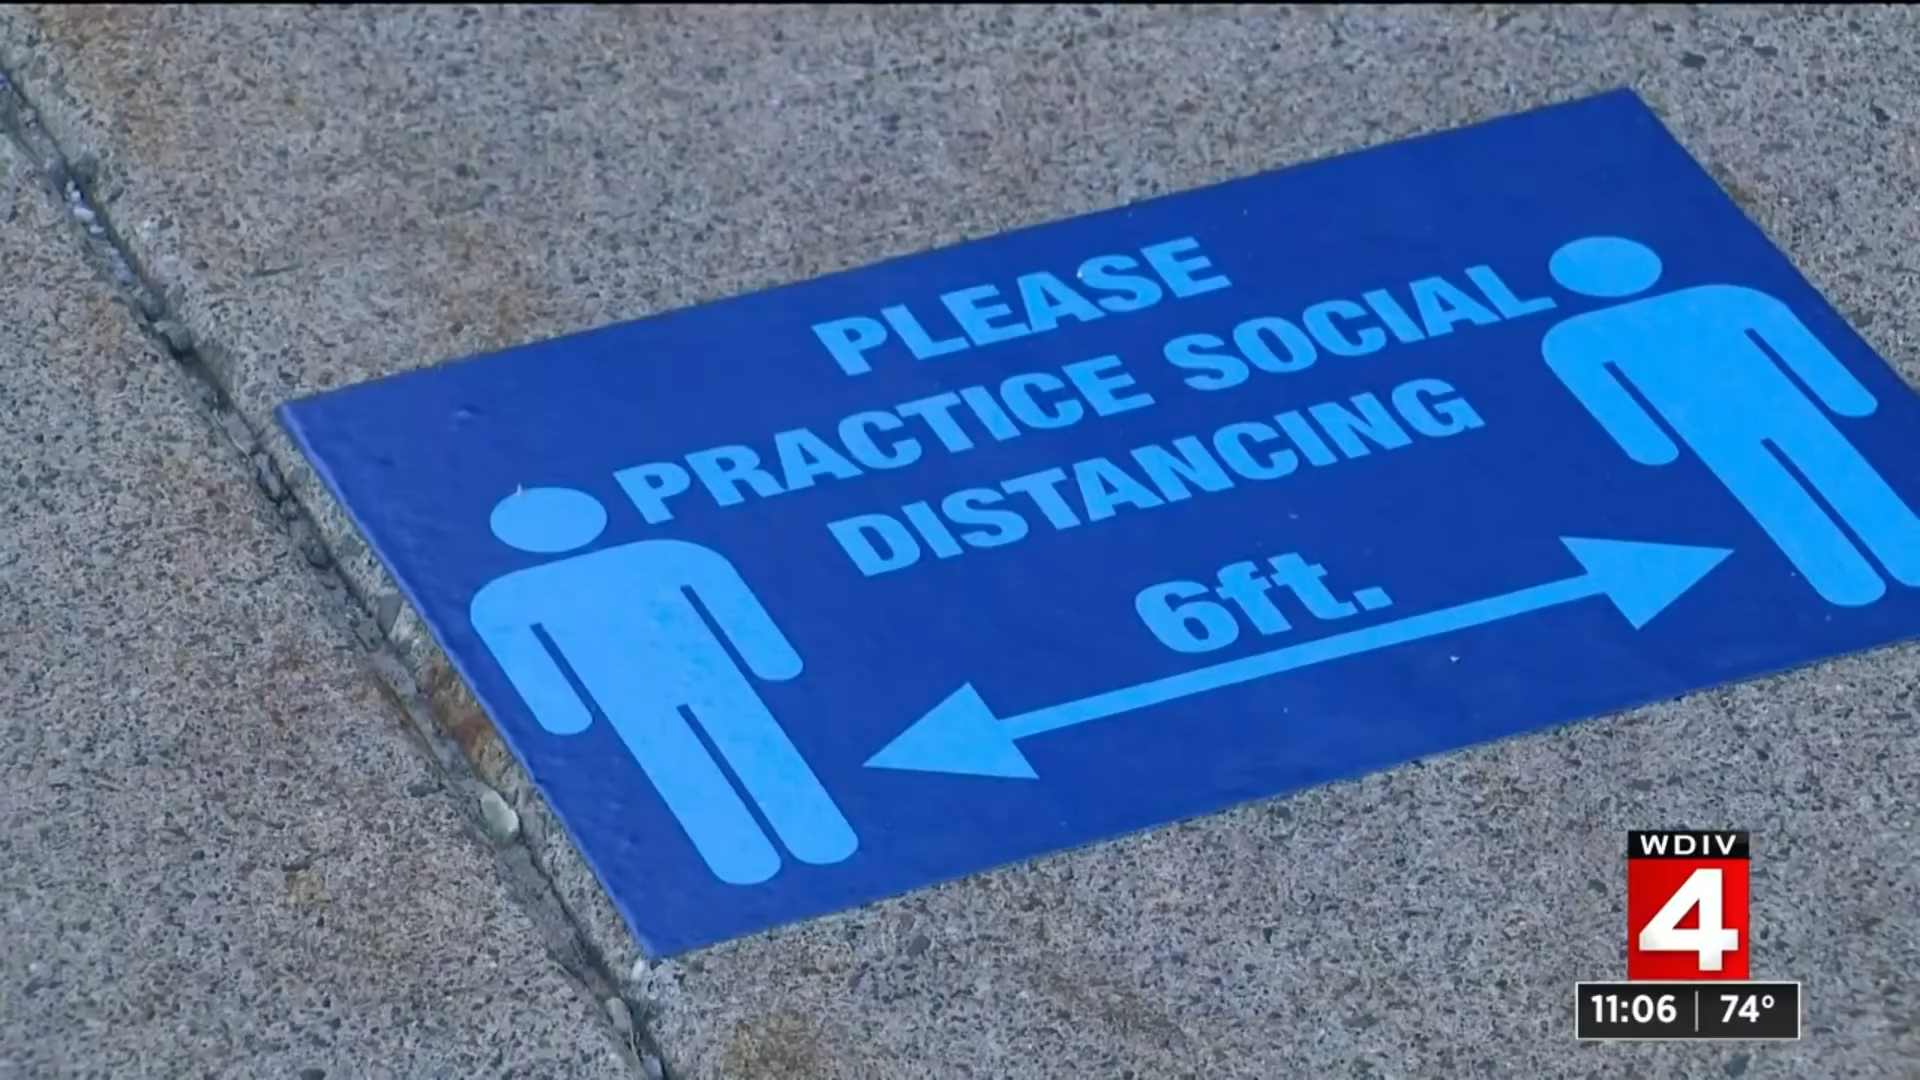 PLEASE
PRACTICE SOCIAL
DISTANCING
6ft.
WDIV
4
11:06 74°